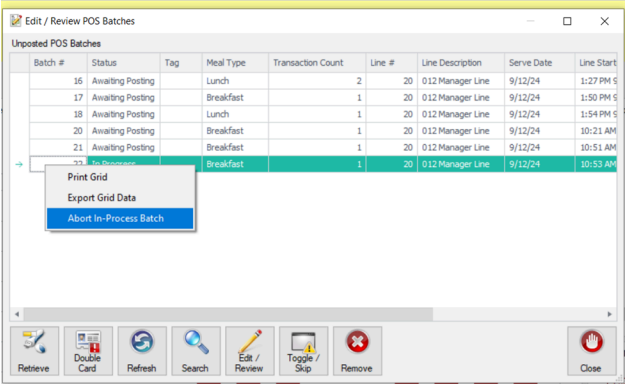 Edit / Review POS Batches
Unposted POS Batches
Batch # Status Tag Meal Type Transaction Count Line # Line Description Serve Date Line Start
16 Awaiting Posting Lunch 2 20 012 Manager Line 9/12/24 1:27 PM 9
17 Awaiting Posting Breakfast 1 20 012 Manager Line 9/12/24 1:50 PM 9
18 Awaiting Posting Lunch 1 20 012 Manager Line 9/12/24 1:54 PM 9
20 Awaiting Posting Breakfast 1 20 012 Manager Line 9/12/24 10:21 AM
21 Awaiting Posting Breakfast 1 20 012 Manager Line 9/12/24 10:51 AM
22 In Progress Breakfast 1 20 012 Manager Line 9/12/24 10:53 AM
Print Grid
Export Grid Data
Abort In-Process Batch
Retrieve
Double
Card
Refresh
Search
Edit /
Review
Toggle /
Skip
Remove
Close